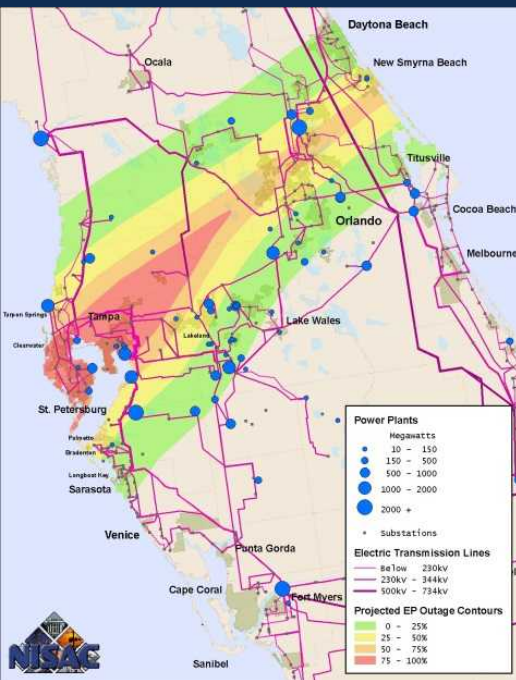 Daytona Beach
Ocala
New Smyrna Beach
Titusville
Cocoa Beach
Orlando
Melbourne
Tarpon Springs
Tampa
Clearwater
Lakeland
Lake Wales
St. Petersburg
Palmetto
Bradenton
Longboat Key
Sarasota
Venice
Punta Gorda
Cape Coral
Fort Myers
Sanibel
Power Plants
Megawatts
10 - 150
150 - 500
500 - 1000
1000 - 2000
2000 +
Substations
Electric Transmission Lines
Below 230kv
230kv - 344kv
500kv - 734kv
Projected EP Outage Contours
0 - 25%
25 - 50%
50 - 75%
75 - 100%
NISAC